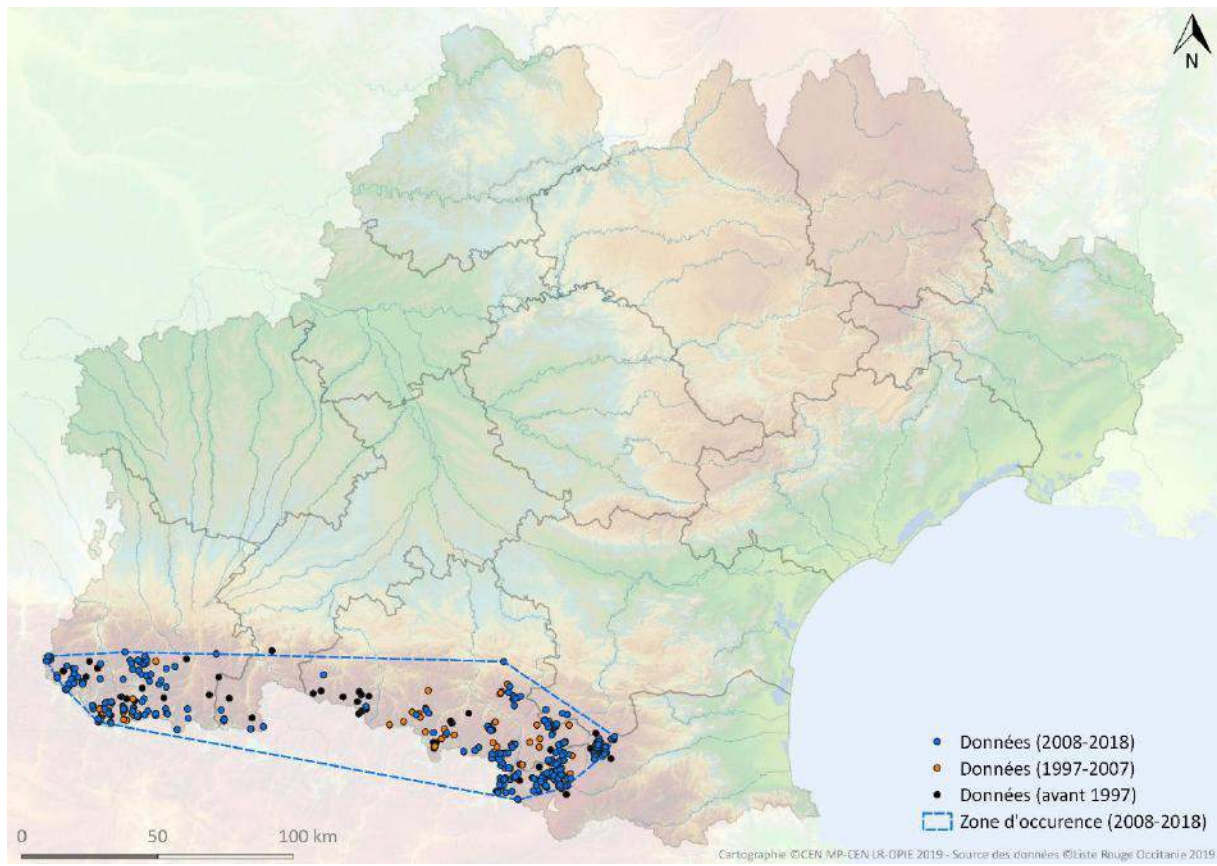 N
Données (2008-2018)
Données (1997-2007)
Données (avant 1997)
Zone d'occurence (2008-2018)
0 50 100 km
Cartographie ©CEN MP-CEN LR-OPIE 2019 - Source des données ©Liste Rouge Occitanie 2019